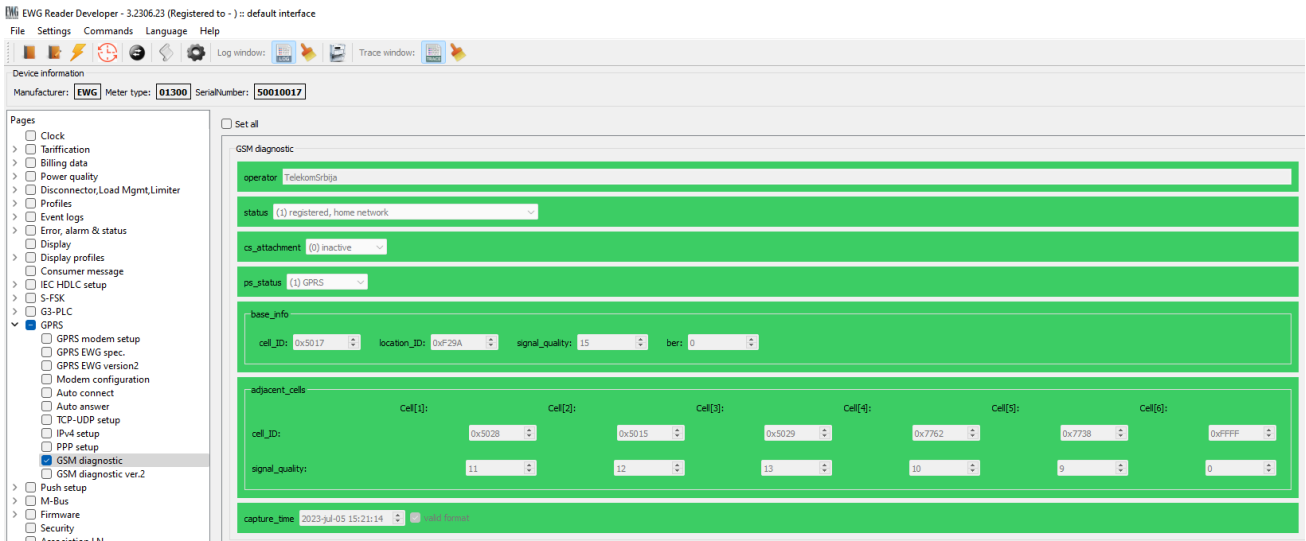 EWG Reader Developer - 3.2306.23 (Registered to - ) :: default interface
File Settings Commands Language Help
Log window: LOG Trace window: TRACE
Device information
Manufacturer: EWG Meter type: 01300 SerialNumber: 50010017
Pages
Clock
Tariffication
Billing data
Power quality
Disconnector,Load Mgmt,Limiter
Profiles
Event logs
Error, alarm & status
Display
Display profiles
Consumer message
IEC HDLC setup
S-FSK
G3-PLC
GPRS
GPRS modem setup
GPRS EWG spec.
GPRS EWG version2
Modem configuration
Auto connect
Auto answer
TCP-UDP setup
IPv4 setup
PPP setup
GSM diagnostic
GSM diagnostic ver.2
Push setup
M-Bus
Firmware
Security
Association LN
Set all
GSM diagnostic
operator TelekomSrbija
status (1) registered, home network
cs_attachment (0) inactive
ps_status (1) GPRS
base_info
cell_ID: 0x5017 location_ID: 0xF29A signal_quality: 15 ber: 0
adjacent_cells
Cell[1]: Cell[2]: Cell[3]: Cell[4]: Cell[5]: Cell[6]:
cell_ID: 0x5028 0x5015 0x5029 0x7762 0x7738 0xFFFF
signal_quality: 11 12 13 10 9 0
capture_time 2023-jul-05 15:21:14 valid format